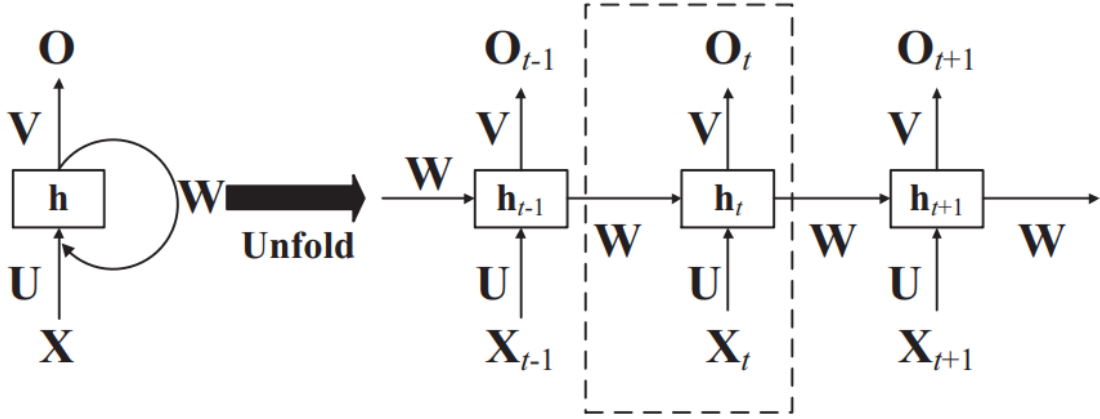 O
V
h
W
U
X
Unfold
W
O_{t-1}
V
h_{t-1}
U
X_{t-1}
W
O_t
V
h_t
U
X_t
W
O_{t+1}
V
h_{t+1}
U
X_{t+1}
W